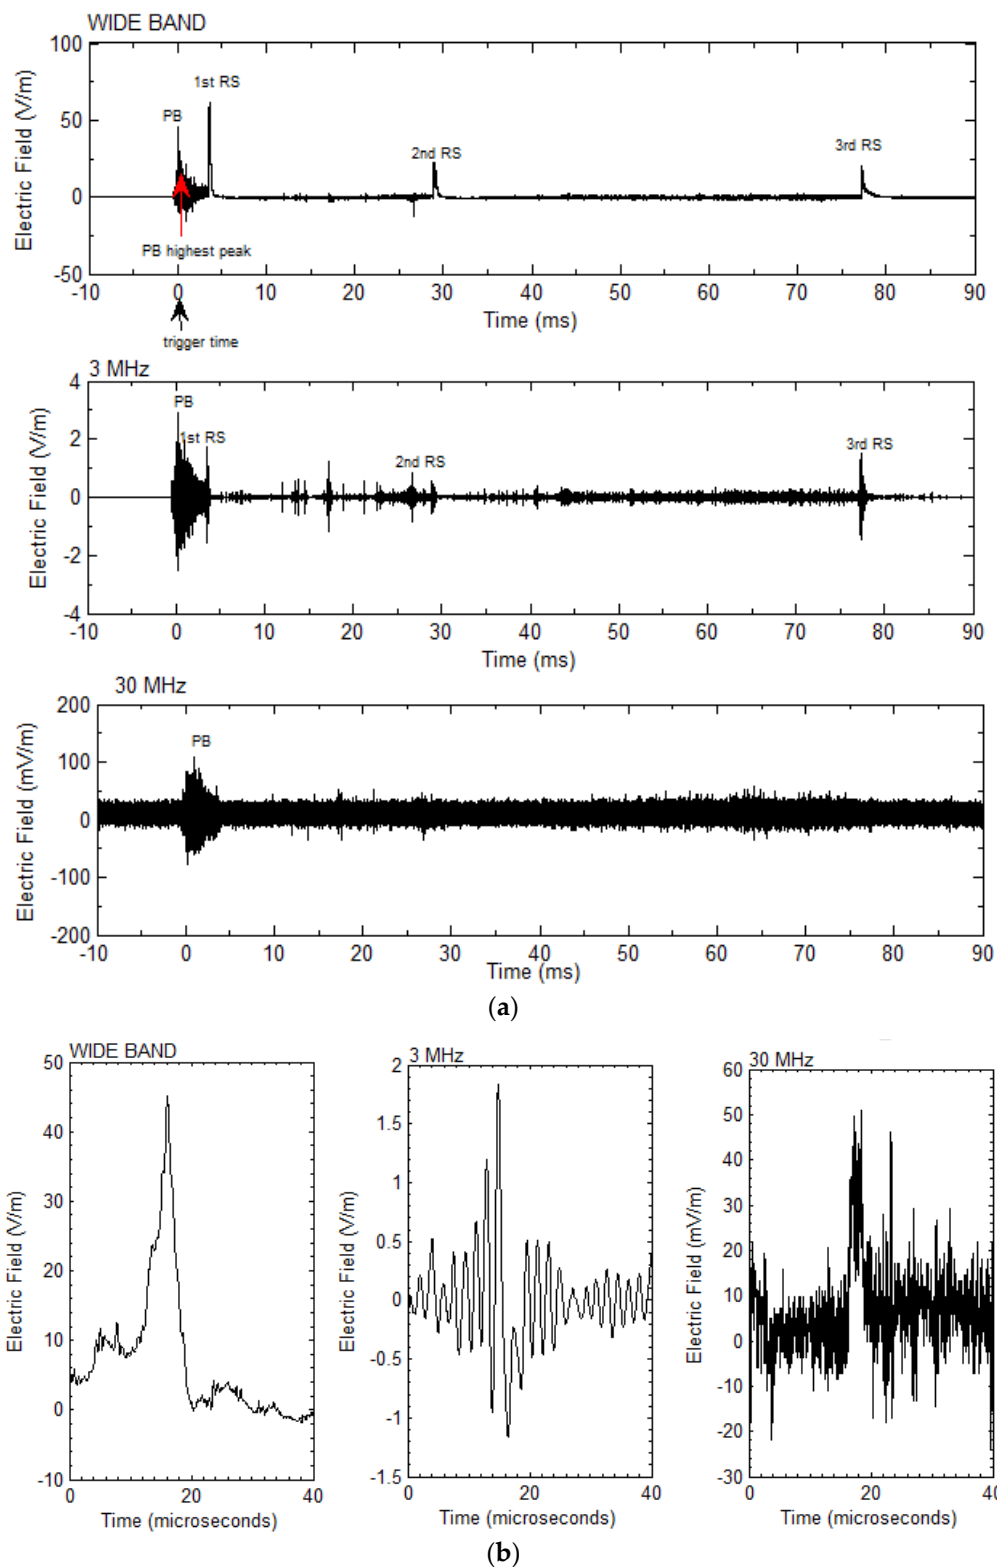 WIDE BAND
100
50
0
-50
Electric Field (V/m)
PB
1st RS
2nd RS
3rd RS
PB highest peak
-10 0 10 20 30 40 50 60 70 80 90
Time (ms)
trigger time
3 MHz
4
2
0
-2
-4
Electric Field (V/m)
PB
1st RS
2nd RS
3rd RS
-10 0 10 20 30 40 50 60 70 80 90
Time (ms)
30 MHz
200
100
0
-100
-200
Electric Field (mV/m)
PB
-10 0 10 20 30 40 50 60 70 80 90
Time (ms)
(a)
WIDE BAND
50
40
30
20
10
0
-10
Electric Field (V/m)
0 20 40
Time (microseconds)
3 MHz
2
1.5
1
0.5
0
-0.5
-1
-1.5
Electric Field (V/m)
0 20 40
Time (microseconds)
30 MHz
60
50
40
30
20
10
0
-10
-20
-30
Electric Field (mV/m)
0 20 40
Time (microseconds)
(b)